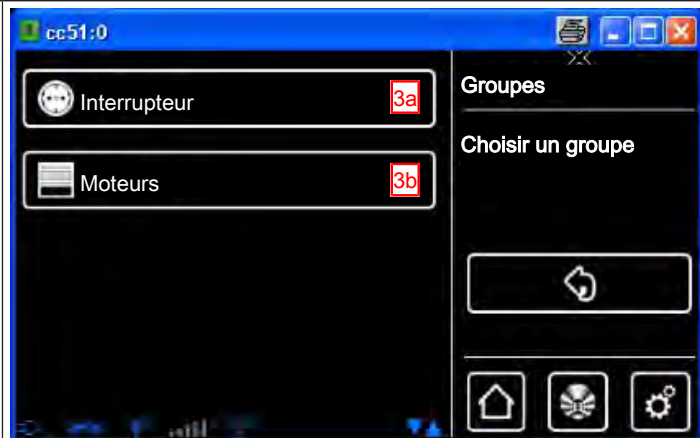 cc51:0
Interrupteur 3a
Moteurs 3b
Groupes
Choisir un groupe